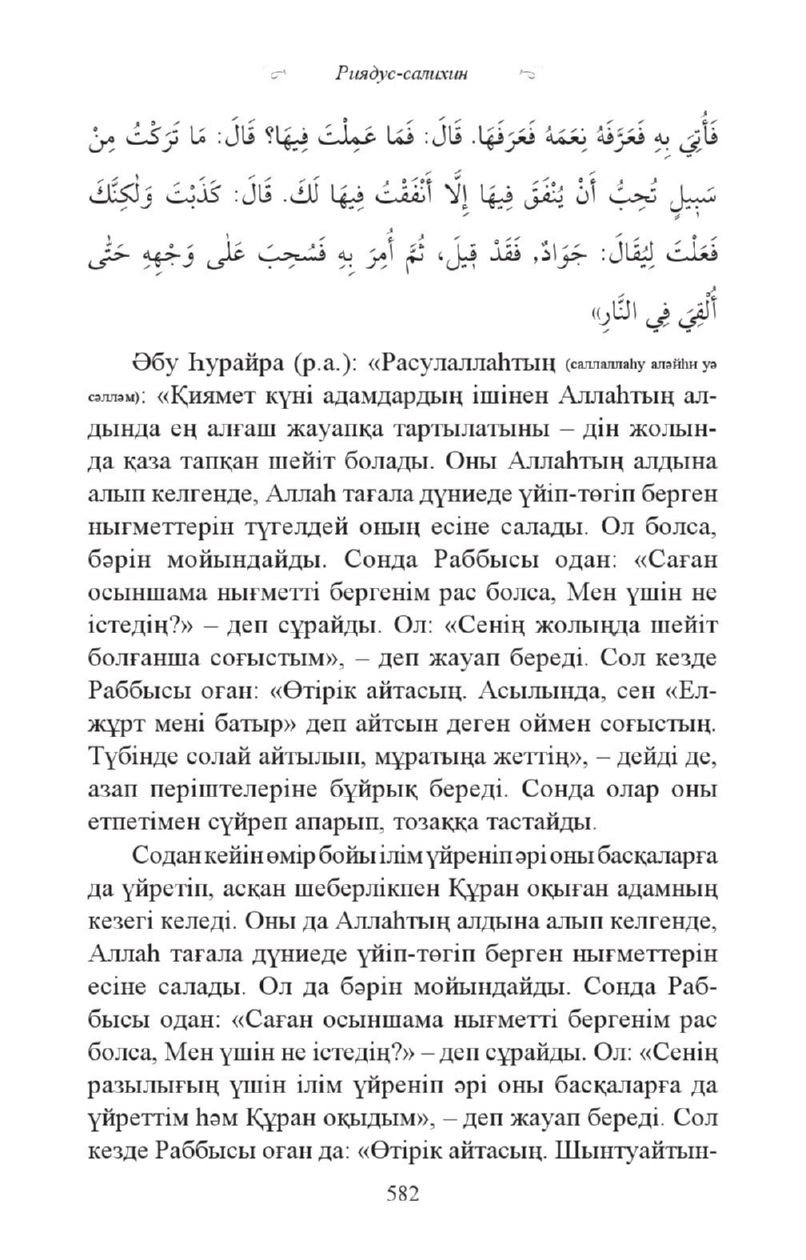 Риядус-салихин
فَأُتِيَ بِهِ فَعَرَّفَهُ نِعَمَهُ فَعَرَفَهَا. قَالَ: فَمَا عَمِلْتَ فِيهَا؟ قَالَ: مَا تَرَكْتُ مِنْ
سَبِيلٍ تُحِبُّ أَنْ يُنْفَقَ فِيهَا إِلَّا أَنْفَقْتُ فِيهَا لَكَ. قَالَ: كَذَبْتَ وَلٰكِنَّكَ
فَعَلْتَ لِيُقَالَ: جَوَادٌ, فَقَدْ قِيلَ، ثُمَّ أُمِرَ بِهِ فَسُحِبَ عَلٰى وَجْهِهِ حَتّٰى
أُلْقِيَ فِي النَّارِ»
Әбу Һурайра (р.а.): «Расулаллаһтың (саллаллаһу аләйһи уә
сәлләм): «Қиямет күні адамдардың ішінен Аллаһтың ал-
дында ең алғаш жауапқа тартылатыны – дін жолын-
да қаза тапқан шейіт болады. Оны Аллаһтың алдына
алып келгенде, Аллаһ тағала дүниеде үйіп-төгіп берген
нығметтерін түгелдей оның есіне салады. Ол болса,
бәрін мойындайды. Сонда Раббысы одан: «Саған
осыншама нығметті бергенім рас болса, Мен үшін не
істедің?» – деп сұрайды. Ол: «Сенің жолыңда шейіт
болғанша соғыстым», – деп жауап береді. Сол кезде
Раббысы оған: «Өтірік айтасың. Асылында, сен «Ел-
жұрт мені батыр» деп айтсын деген оймен соғыстың.
Түбінде солай айтылып, мұратыңа жеттің», – дейді де,
азап періштелеріне бұйрық береді. Сонда олар оны
етпетімен сүйреп апарып, тозаққа тастайды.
Содан кейін өмір бойы ілім үйреніп әрі оны басқаларға
да үйретіп, асқан шеберлікпен Құран оқыған адамның
кезегі келеді. Оны да Аллаһтың алдына алып келгенде,
Аллаһ тағала дүниеде үйіп-төгіп берген нығметтерін
есіне салады. Ол да бәрін мойындайды. Сонда Раб-
бысы одан: «Саған осыншама нығметті бергенім рас
болса, Мен үшін не істедің?» – деп сұрайды. Ол: «Сенің
разылығың үшін ілім үйреніп әрі оны басқаларға да
үйреттім һәм Құран оқыдым», – деп жауап береді. Сол
кезде Раббысы оған да: «Өтірік айтасың. Шынтуайтын-
582